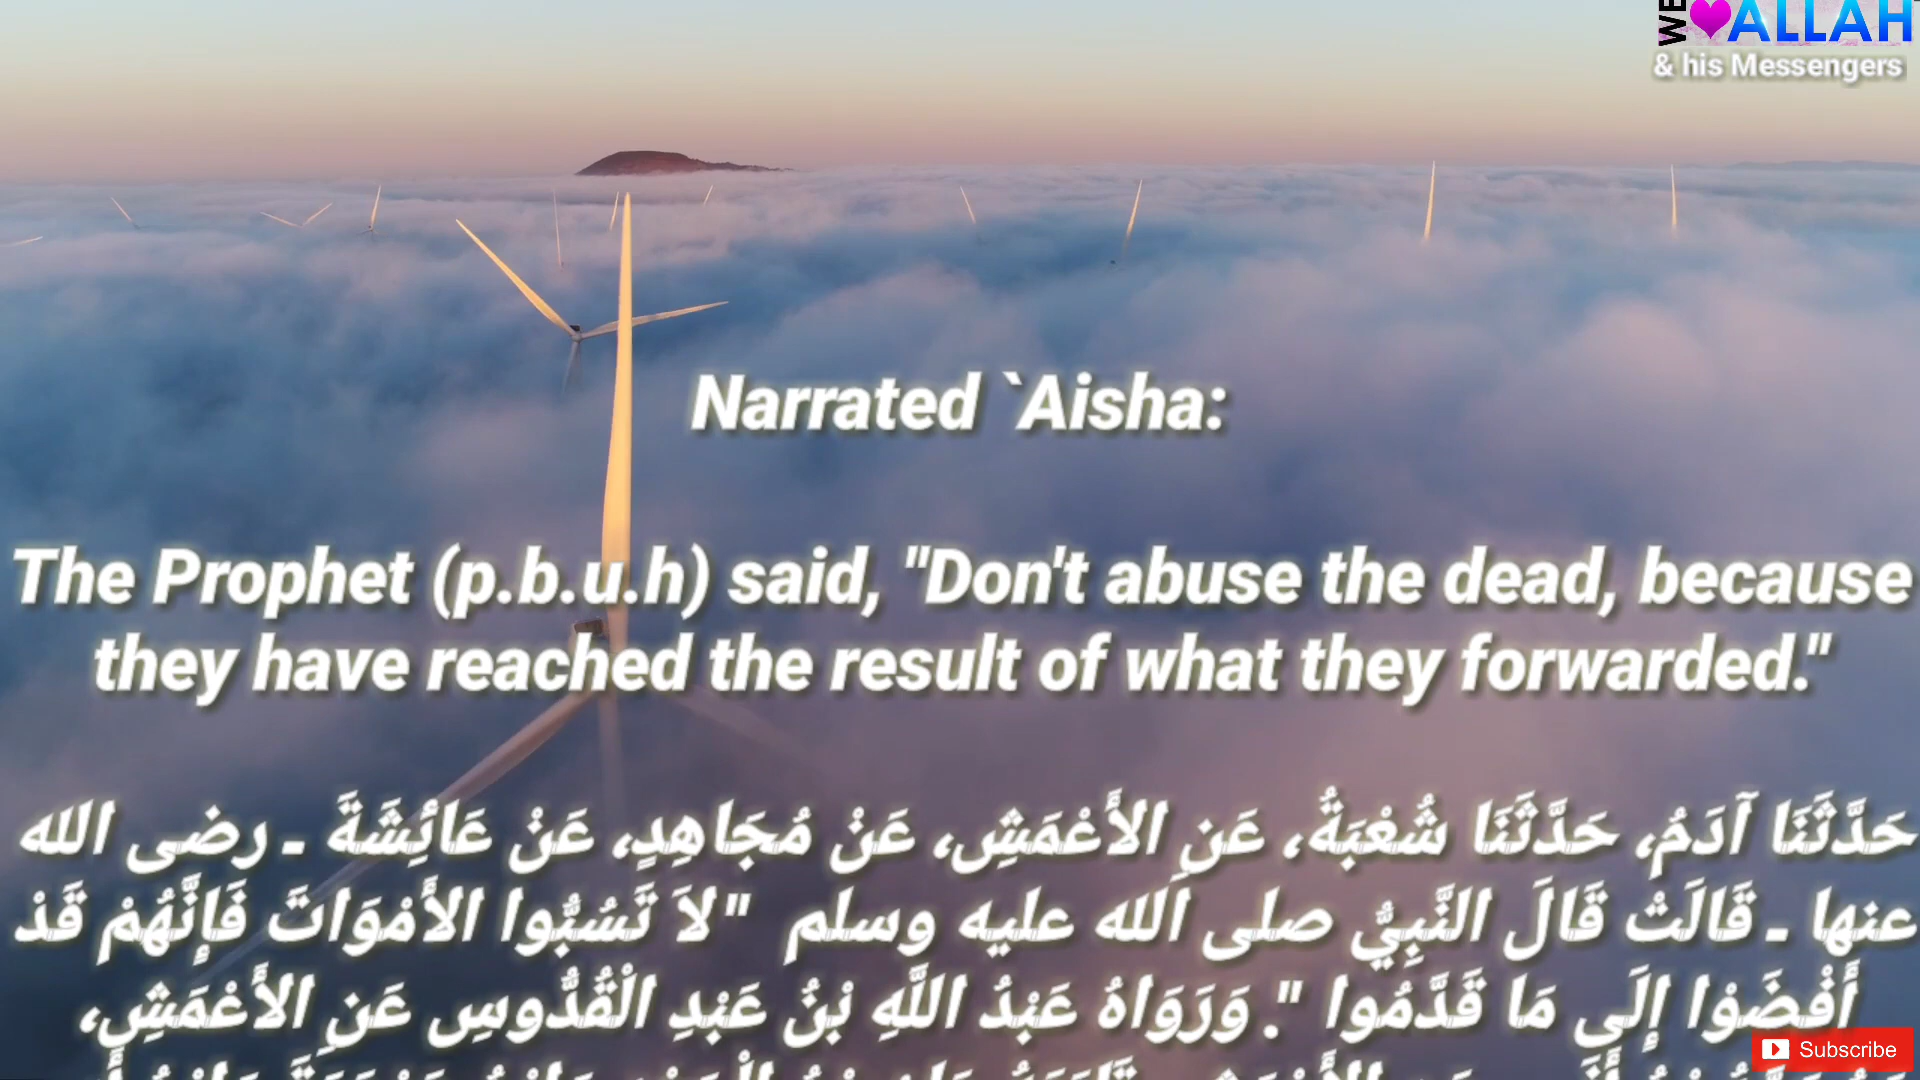 WE ALLAH
& his Messengers
Narrated `Aisha:
The Prophet (p.b.u.h) said, "Don't abuse the dead, because
they have reached the result of what they forwarded."
حَدَّثَنَا آدَمُ، حَدَّثَنَا شُعْبَةُ، عَنِ الأَعْمَشِ، عَنْ مُجَاهِدٍ، عَنْ عَائِشَةَ ـ رضى الله
عنها ـ قَالَتْ قَالَ النَّبِيُّ صلى الله عليه وسلم ‏ "‏ لاَ تَسُبُّوا الأَمْوَاتَ فَإِنَّهُمْ قَدْ
أَفْضَوْا إِلَى مَا قَدَّمُوا ‏"‏‏.‏ وَرَوَاهُ عَبْدُ اللَّهِ بْنُ عَبْدِ الْقُدُّوسِ عَنِ الأَعْمَشِ،
Subscribe